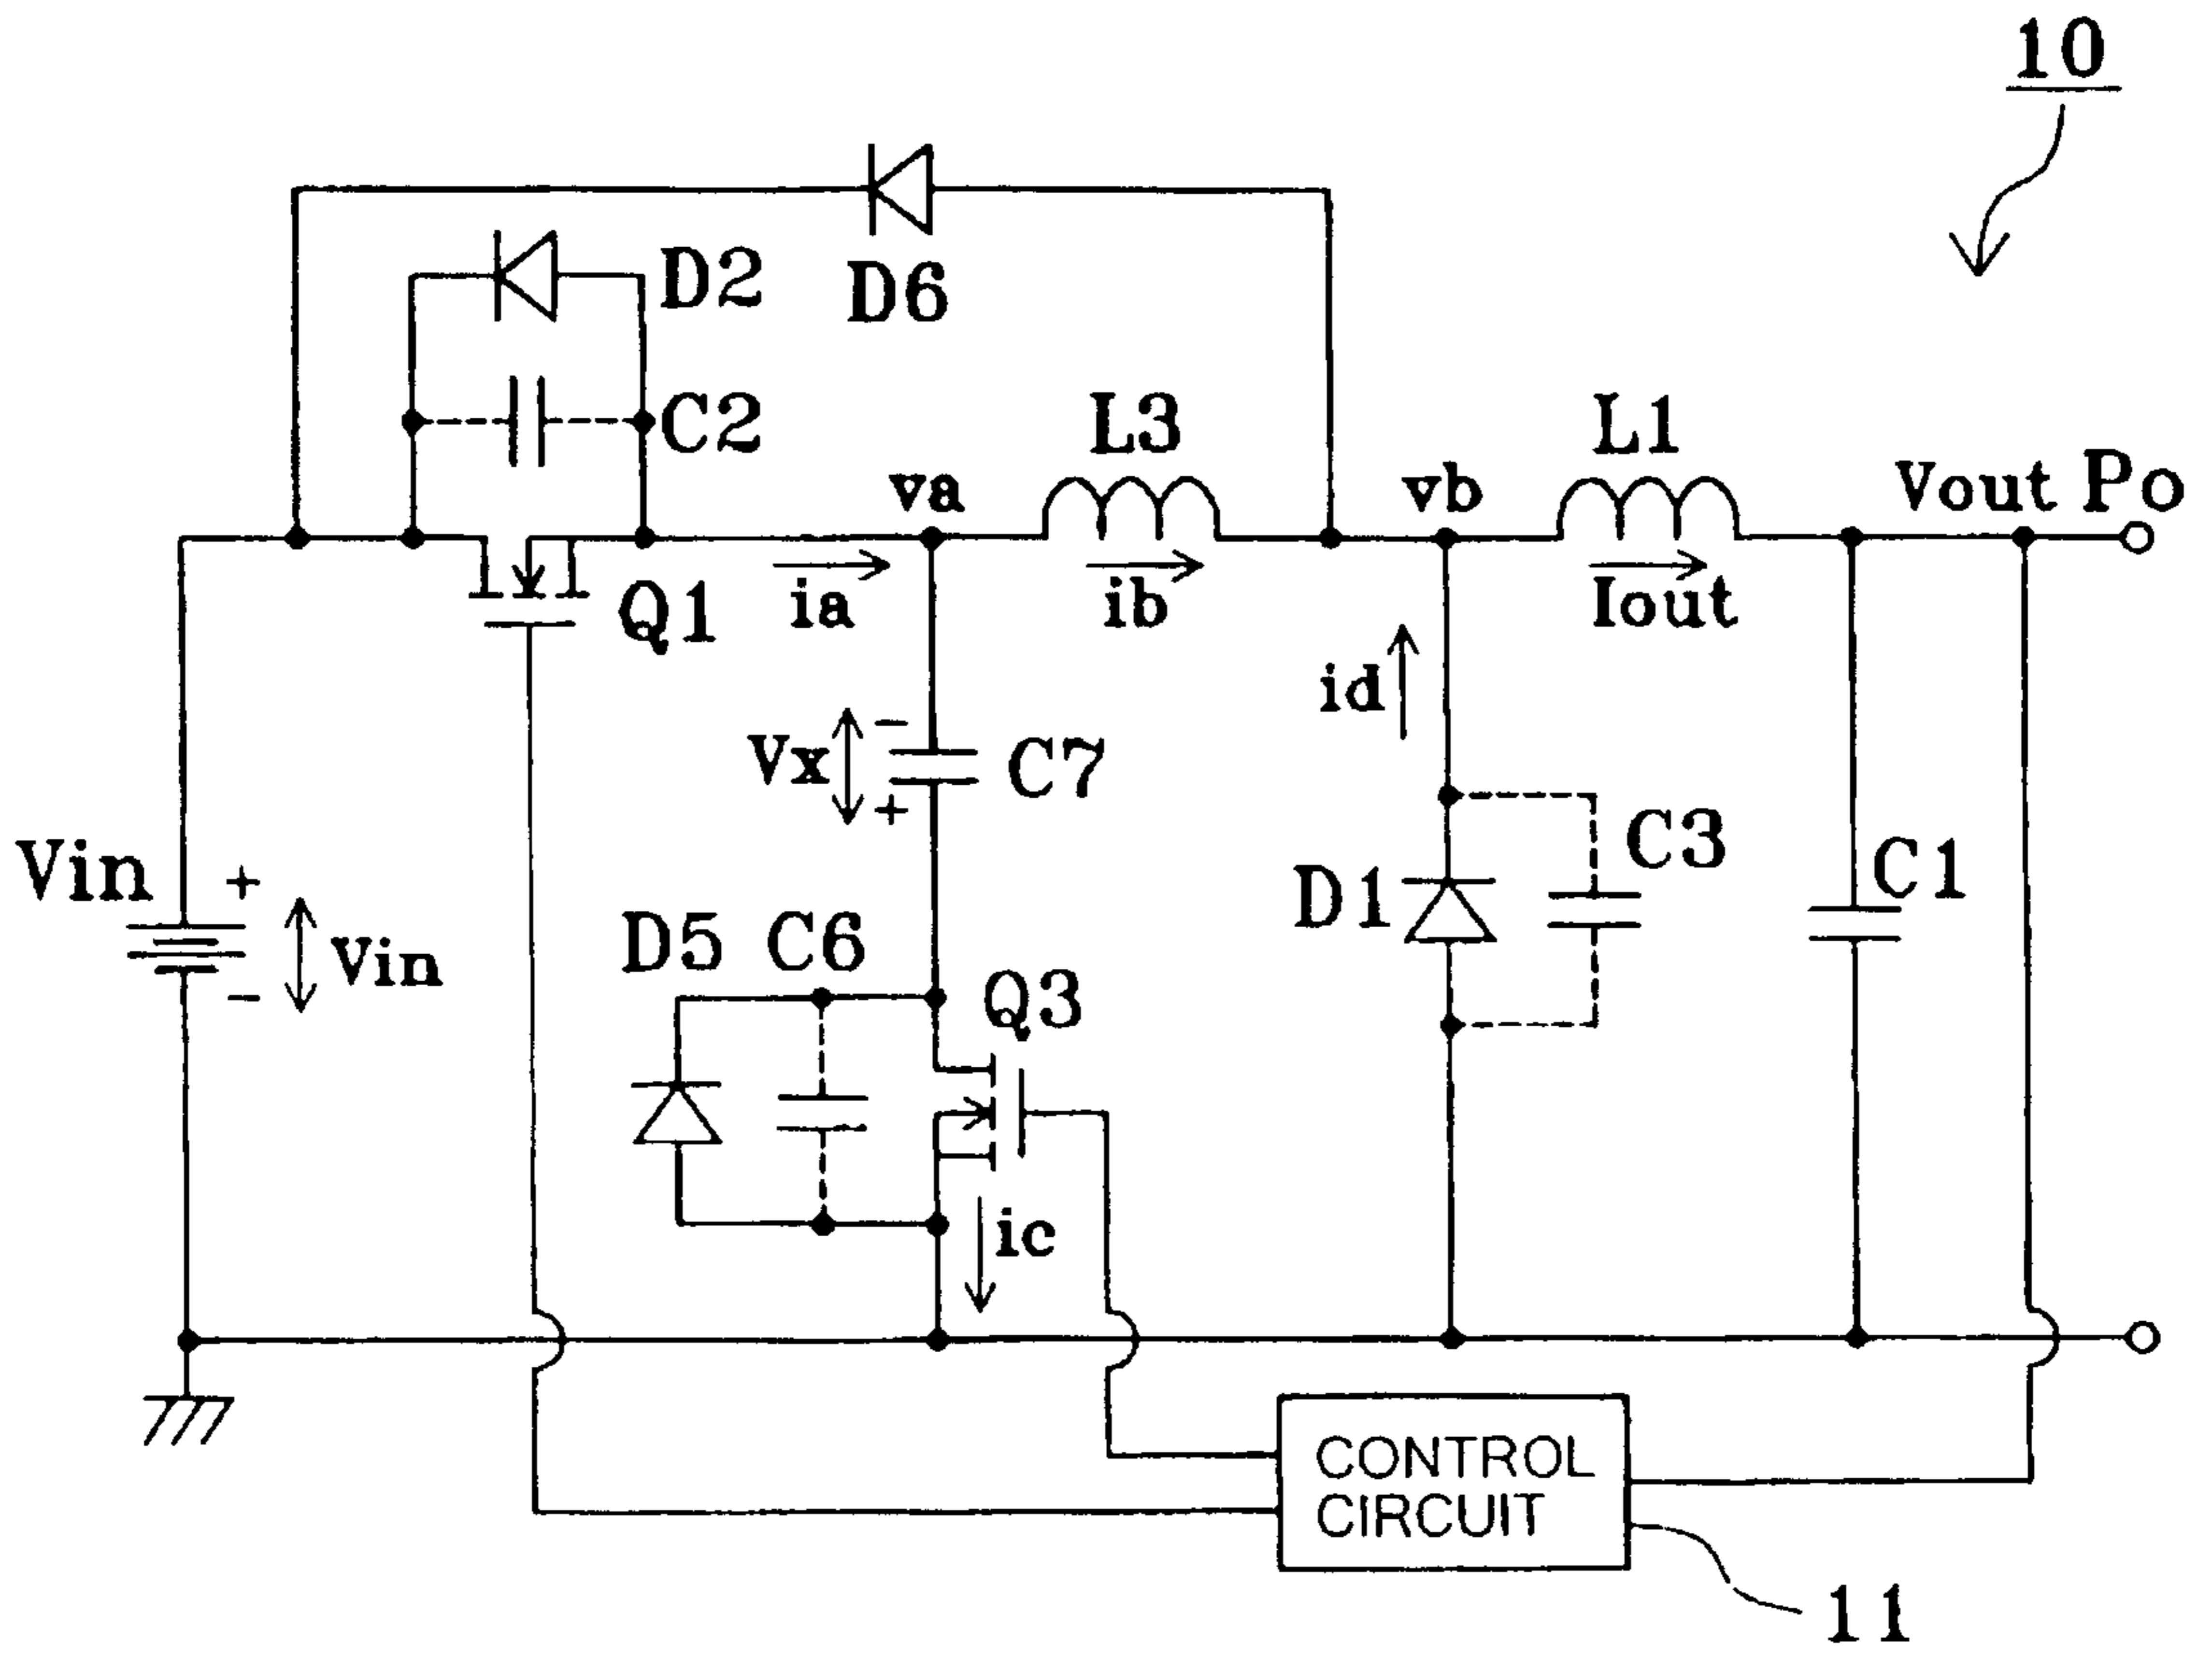 10
D2
D6
C2
L3
L1
va
vb
Vout Po
ia
Q1
ib
Iout
id
Vx
−
+
C7
Vin
+
−
Vin
D5 C6
Q3
D1
C3
C1
ic
CONTROL
CIRCUIT
11